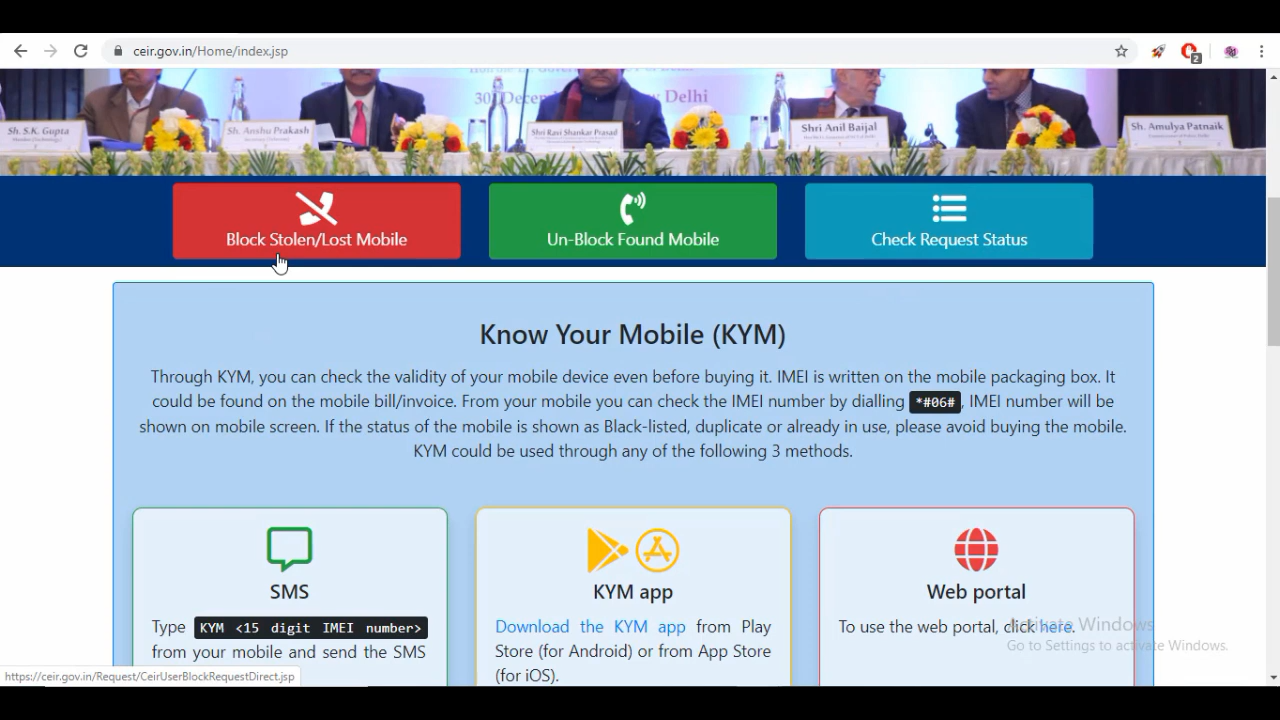 ceir.gov.in/Home/index.jsp
2
30
Decem
Delhi
Sh. S.K. Gupta
Sh. Anshu Prakash
Shri Ravi Shankar Prasad
Shri Anil Baijal
Sh. Amulya Patnaik
Block Stolen/Lost Mobile
Un-Block Found Mobile
Check Request Status
Know Your Mobile (KYM)
Through KYM, you can check the validity of your mobile device even before buying it. IMEI is written on the mobile packaging box. It
could be found on the mobile bill/invoice. From your mobile you can check the IMEI number by dialling *#06#, IMEI number will be
shown on mobile screen. If the status of the mobile is shown as Black-listed, duplicate or already in use, please avoid buying the mobile.
KYM could be used through any of the following 3 methods.
SMS
Type KYM <15 digit IMEI number>
from your mobile and send the SMS
KYM app
Download the KYM app from Play
Store (for Android) or from App Store
(for iOS).
Web portal
To use the web portal, click here.
Activate Windows
Go to Settings to activate Windows.
https://ceir.gov.in/Request/CeirUserBlockRequestDirect.jsp